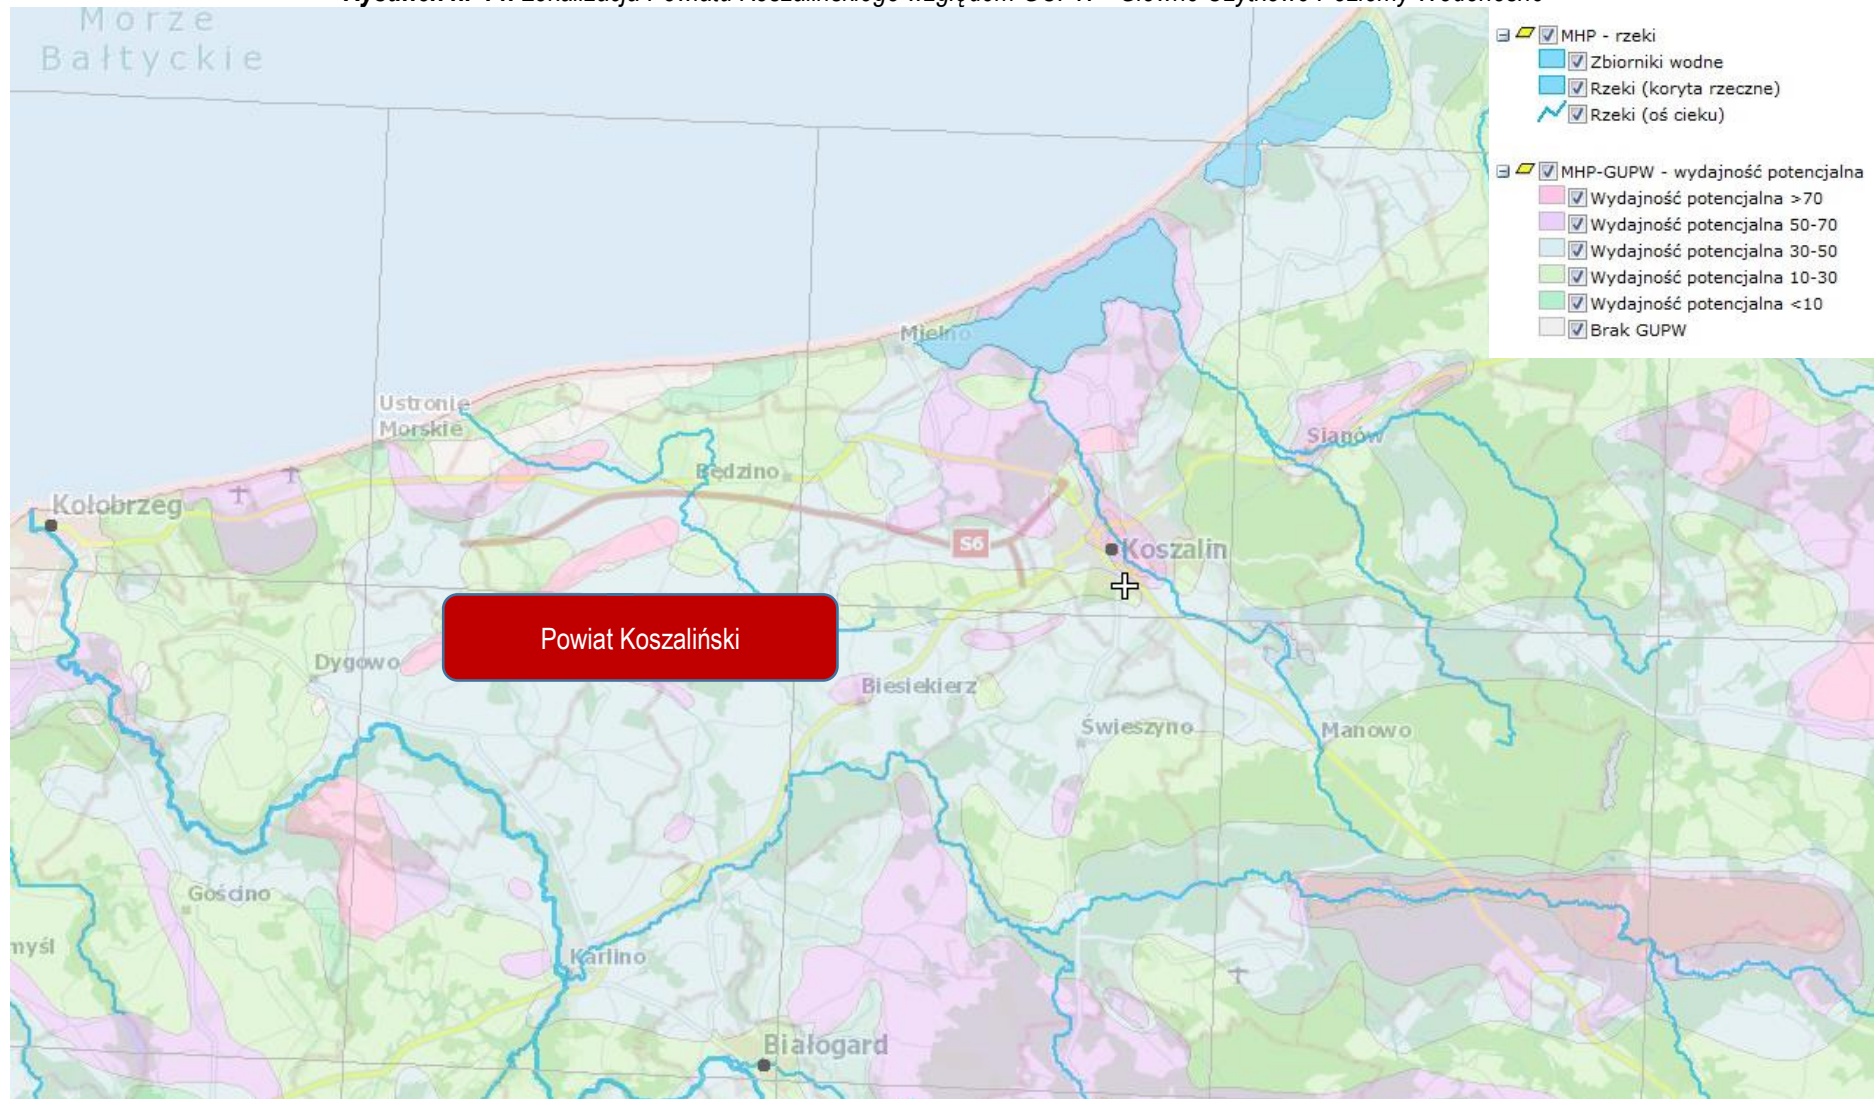 Morze
Bałtyckie
MHP - rzeki
Zbiorniki wodne
Rzeki (koryta rzeczne)
Rzeki (oś cieku)
MHP-GUPW - wydajność potencjalna
Wydajność potencjalna >70
Wydajność potencjalna 50-70
Wydajność potencjalna 30-50
Wydajność potencjalna 10-30
Wydajność potencjalna <10
Brak GUPW
Mielno
Ustronie
Morskie
Sianów
Będzino
Kołobrzeg
S6
Koszalin
Powiat Koszaliński
Dygowo
Biesiekierz
Świeszyno
Manowo
Gościno
myśl
Karlino
Białogard